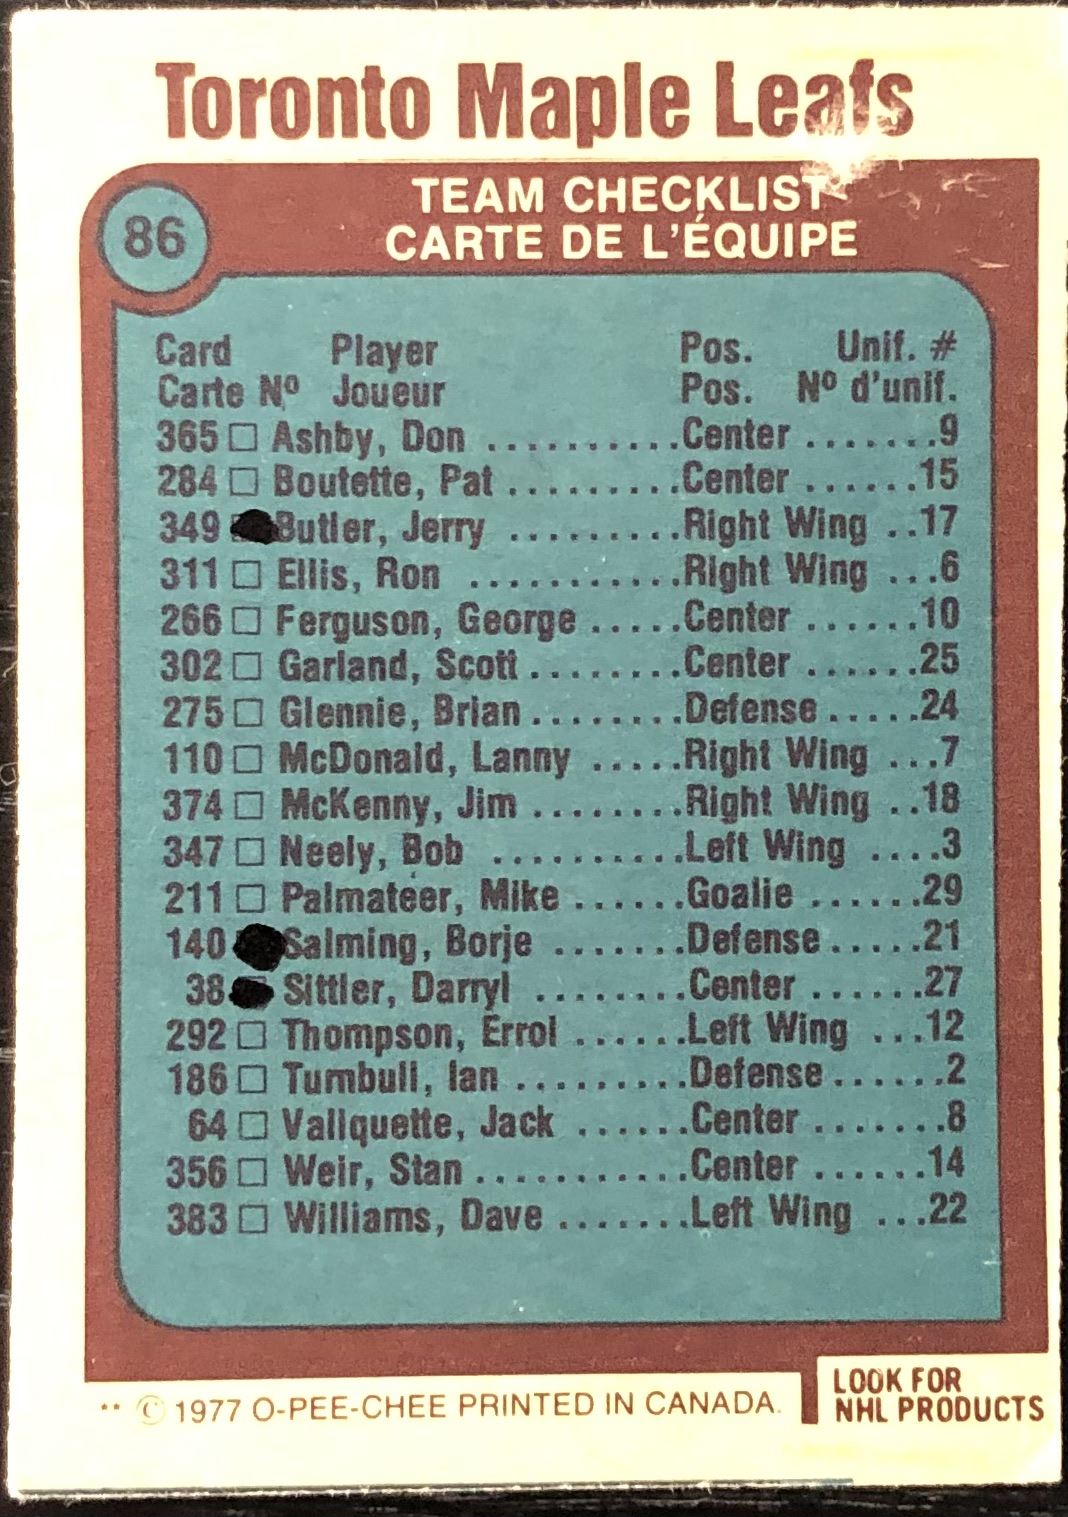 Toronto Maple Leafs
TEAM CHECKLIST
86
CARTE DE L'ÉQUIPE
Card Player Pos. Unif. #
Carte Nº Joueur Pos. Nº d'unif.
365 □ Ashby, Don ..........Center .......9
284 □ Boutette, Pat .........Center ......15
349 Butler, Jerry .........Right Wing ..17
311 □ Ellis, Ron ...........Right Wing ...6
266 □ Ferguson, George .....Center ......10
302 □ Garland, Scott ........Center ......25
275 □ Glennie, Brian ........Defense .....24
110 □ McDonald, Lanny .....Right Wing ...7
374 □ McKenny, Jim ........Right Wing ..18
347 □ Neely, Bob ..........Left Wing ....3
211 □ Palmateer, Mike ......Goalie ......29
140 Salming, Borje .......Defense .....21
38 Sittler, Darryl ........Center ......27
292 □ Thompson, Errol ......Left Wing ...12
186 □ Turnbull, Ian .........Defense ......2
64 □ Valiquette, Jack ......Center .......8
356 □ Weir, Stan ...........Center ......14
383 □ Williams, Dave .......Left Wing ...22
** © 1977 O-PEE-CHEE PRINTED IN CANADA.
LOOK FOR
NHL PRODUCTS